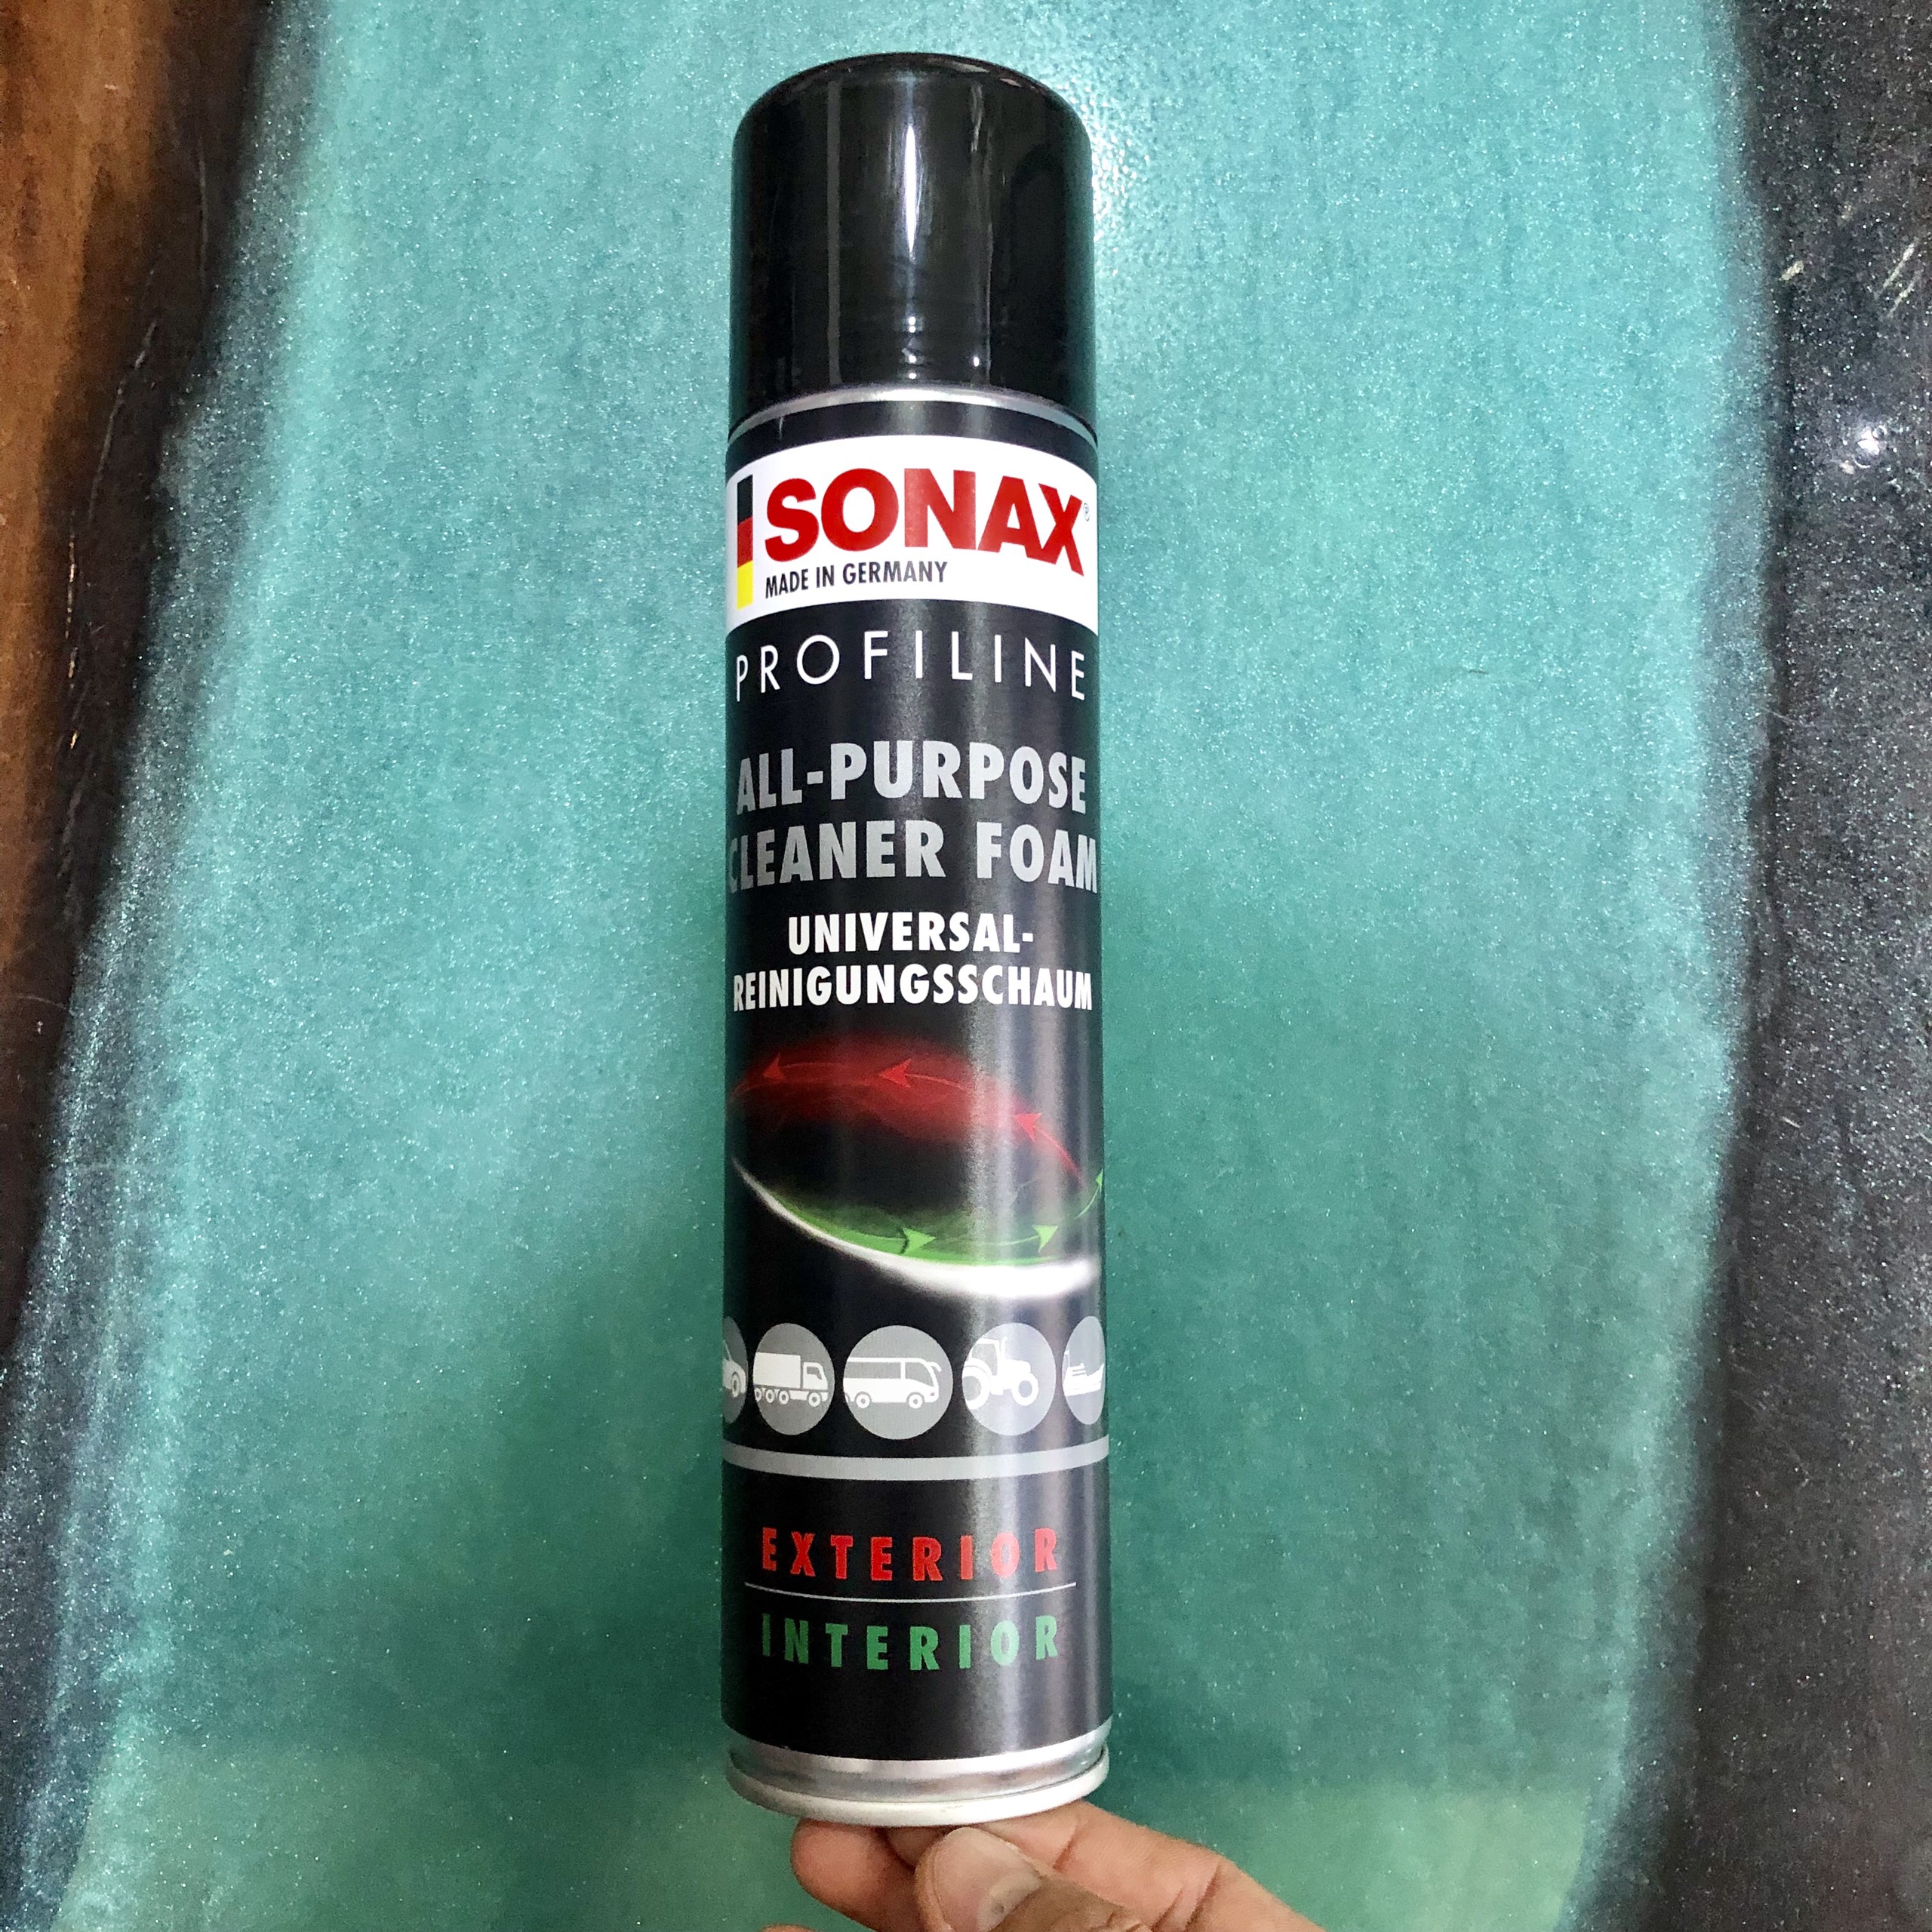 SONAX®
MADE IN GERMANY
PROFILINE
ALL-PURPOSE
CLEANER FOAM
UNIVERSAL-
REINIGUNGSSCHAUM
EXTERIOR
INTERIOR